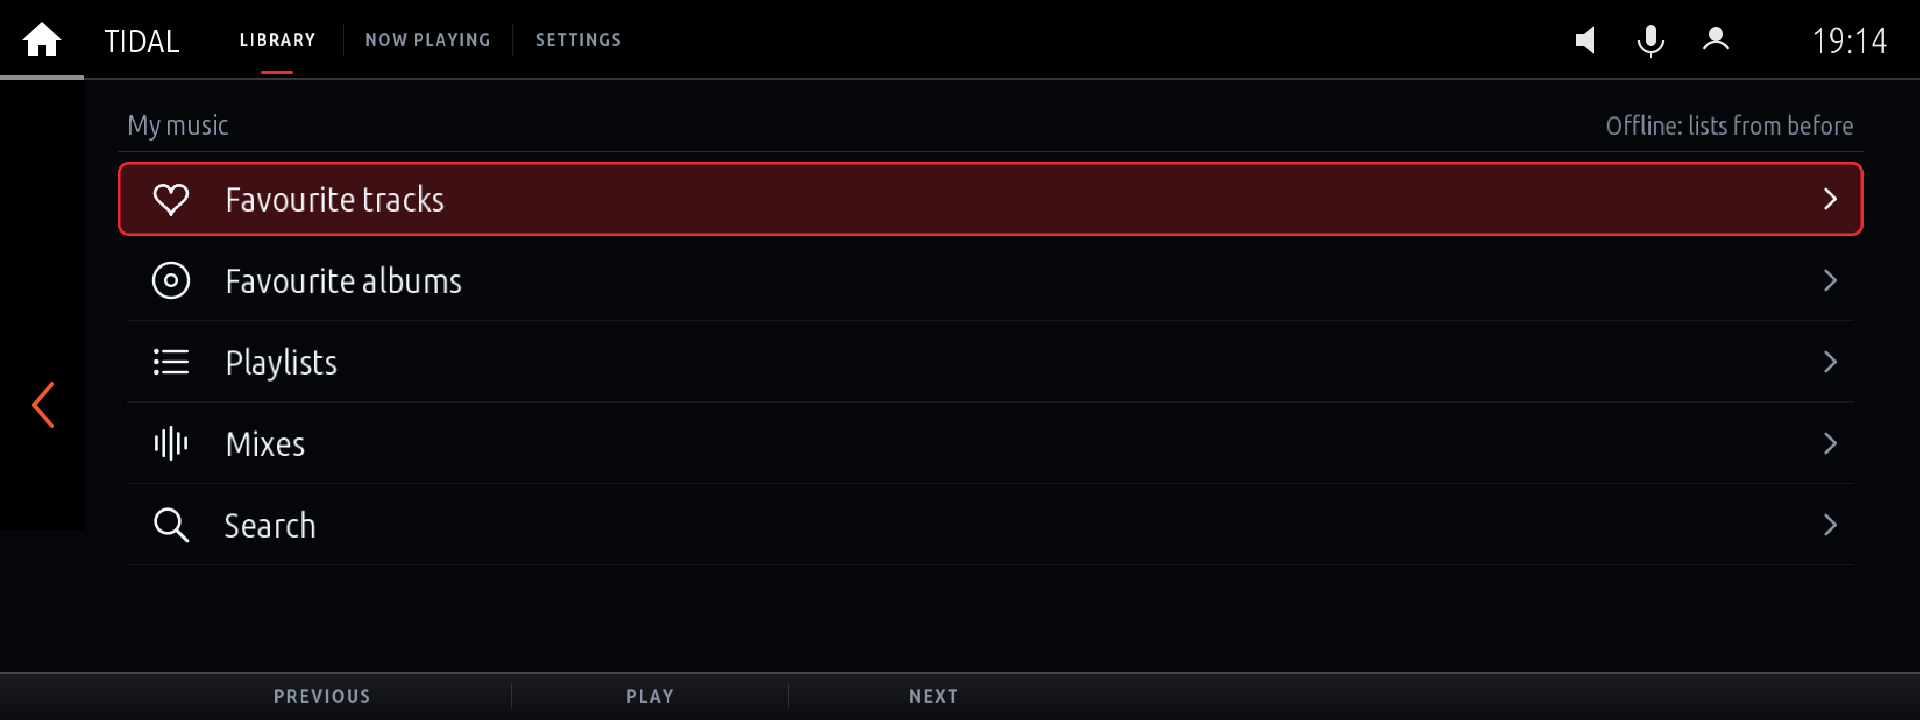 TIDAL LIBRARY NOW PLAYING SETTINGS 19:14
My music Offline: lists from before
Favourite tracks
Favourite albums
Playlists
Mixes
Search
PREVIOUS PLAY NEXT